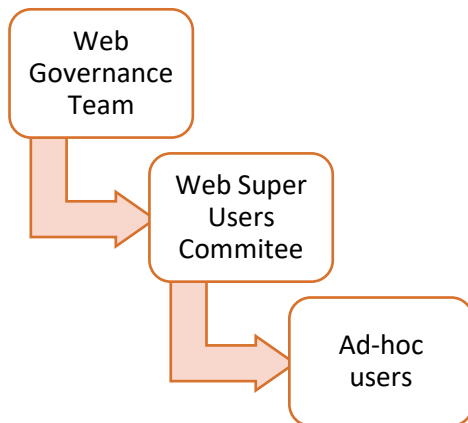 Web
Governance
Team
Web Super
Users
Commitee
Ad-hoc
users